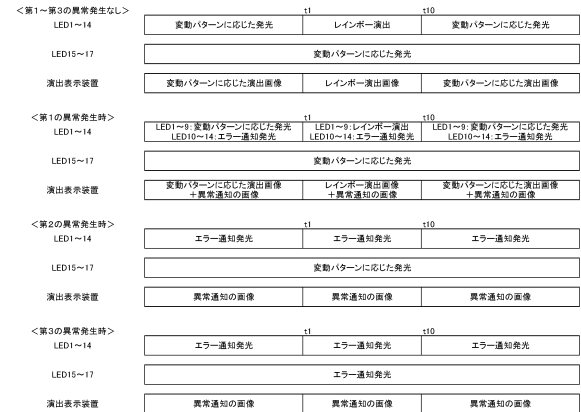 ＜第1～第3の異常発生なし＞
t1
t10
LED1～14
変動パターンに応じた発光
レインボー演出
変動パターンに応じた発光
LED15～17
変動パターンに応じた発光
演出表示装置
変動パターンに応じた演出画像
レインボー演出画像
変動パターンに応じた演出画像
＜第1の異常発生時＞
t1
t10
LED1～14
LED1～9:変動パターンに応じた発光
LED10～14:エラー通知発光
LED1～9:レインボー演出
LED10～14:エラー通知発光
LED1～9:変動パターンに応じた発光
LED10～14:エラー通知発光
LED15～17
変動パターンに応じた発光
演出表示装置
変動パターンに応じた演出画像
＋異常通知の画像
レインボー演出画像
＋異常通知の画像
変動パターンに応じた演出画像
＋異常通知の画像
＜第2の異常発生時＞
t1
t10
LED1～14
エラー通知発光
エラー通知発光
エラー通知発光
LED15～17
変動パターンに応じた発光
演出表示装置
異常通知の画像
異常通知の画像
異常通知の画像
＜第3の異常発生時＞
t1
t10
LED1～14
エラー通知発光
エラー通知発光
エラー通知発光
LED15～17
エラー通知発光
演出表示装置
異常通知の画像
異常通知の画像
異常通知の画像